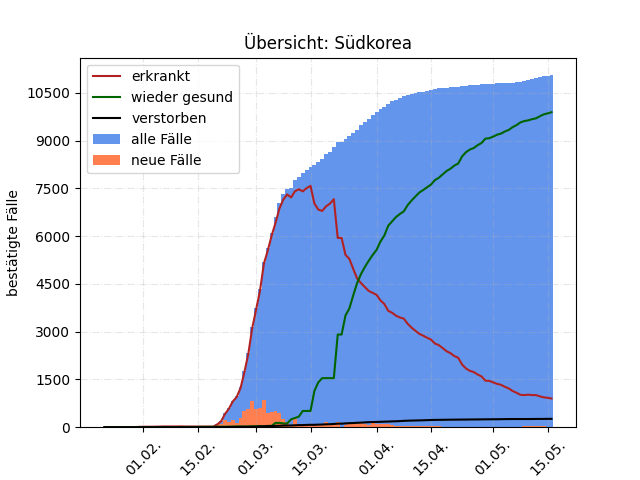 Übersicht: Südkorea
erkrankt
wieder gesund
verstorben
alle Fälle
neue Fälle
bestätigte Fälle
10500
9000
7500
6000
4500
3000
1500
0
01.02.
15.02.
01.03.
15.03.
01.04.
15.04.
01.05.
15.05.